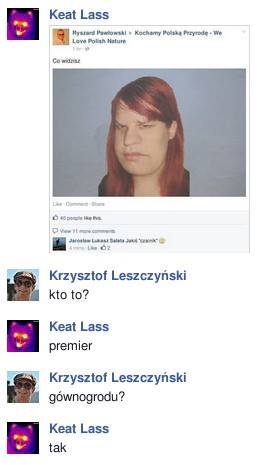 Keat Lass
Ryszard Pawłowski ▸ Kochamy Polską Przyrodę - We
Love Polish Nature
1 hr
Co widzisz
Like · Comment · Share
40 people like this.
View 11 more comments
Jarosław Łukasz Salata Jakiś "czarnik"
4 mins · Like · 2
Krzysztof Leszczyński
kto to?
Keat Lass
premier
Krzysztof Leszczyński
gównogrodu?
Keat Lass
tak